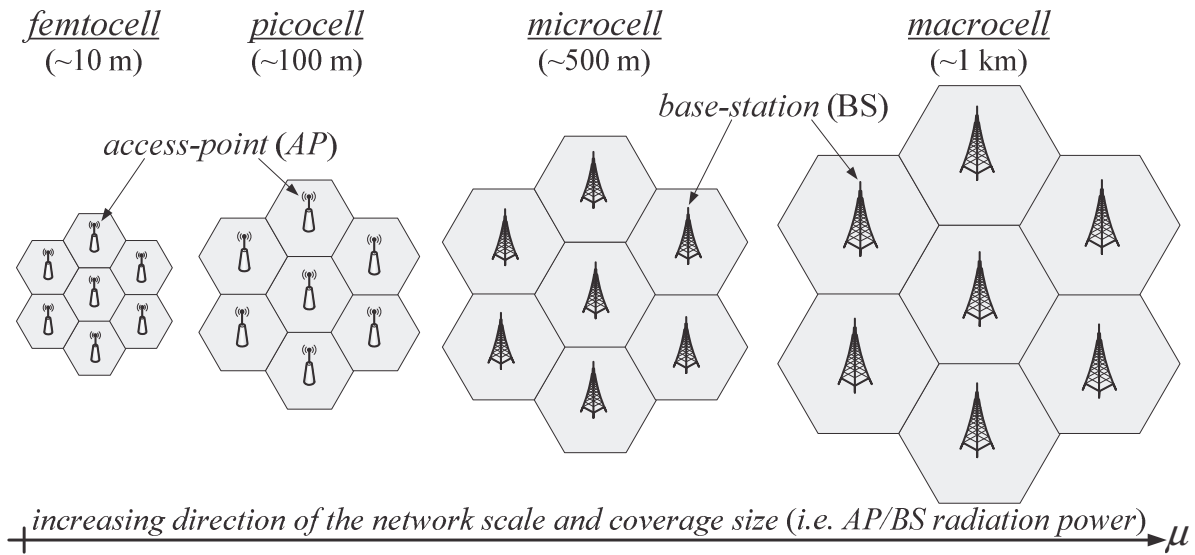 femtocell picocell microcell macrocell
(~10 m) (~100 m) (~500 m) (~1 km)
base-station (BS)
access-point (AP)
increasing direction of the network scale and coverage size (i.e. AP/BS radiation power)
μ